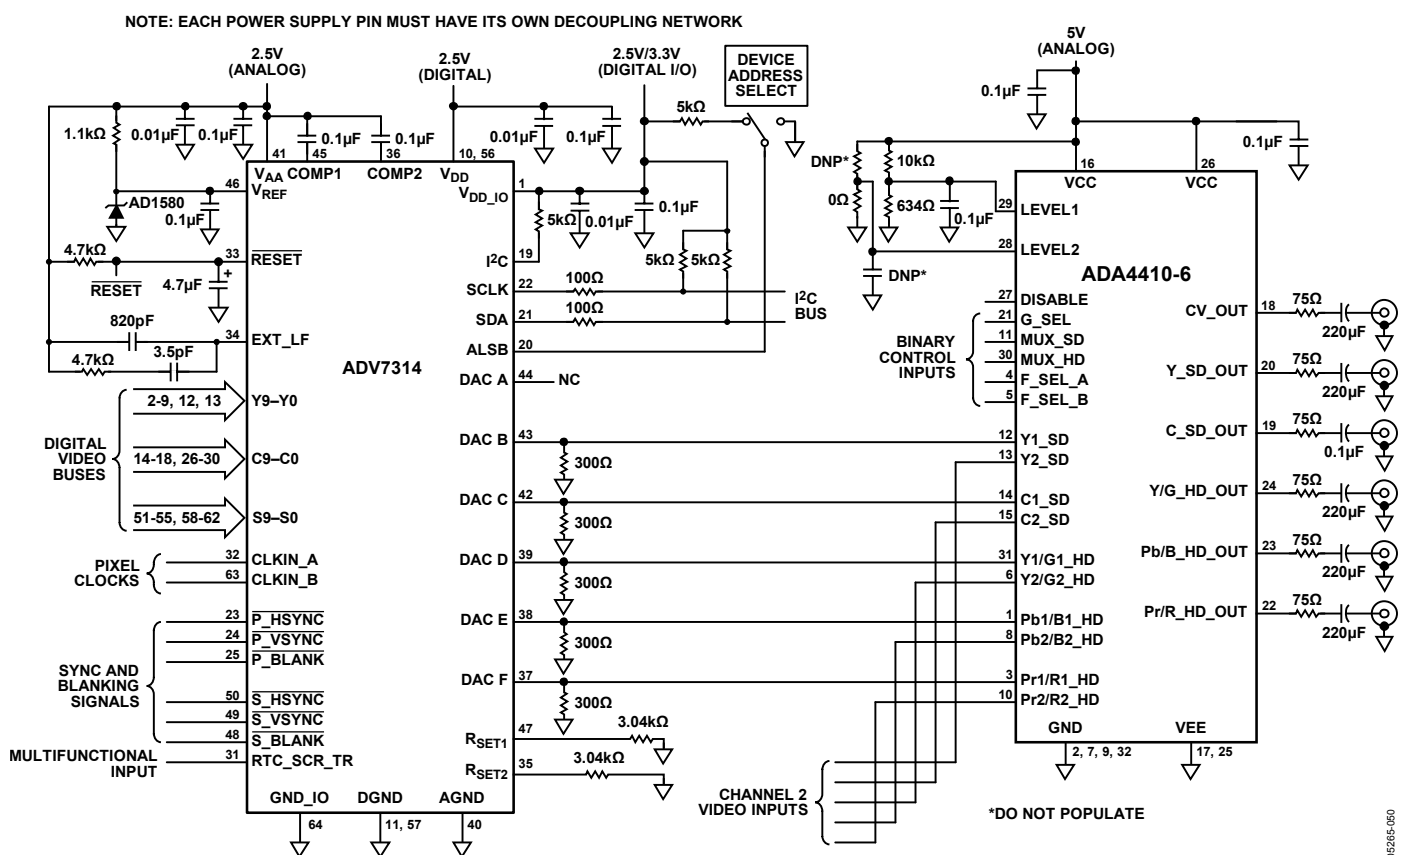 NOTE: EACH POWER SUPPLY PIN MUST HAVE ITS OWN DECOUPLING NETWORK
2.5V
(ANALOG)
2.5V
(DIGITAL)
2.5V/3.3V
(DIGITAL I/O)
DEVICE
ADDRESS
SELECT
5V
(ANALOG)
1.1kΩ
0.01µF
0.1µF
0.1µF
0.1µF
0.01µF
0.1µF
5kΩ
0.1µF
0.1µF
41
45
36
10, 56
VAA
COMP1
COMP2
VDD
46
VREF
AD1580
0.1µF
VDD_IO
1
5kΩ
0.01µF
0.1µF
4.7kΩ
33
RESET
RESET
4.7µF
+
I²C
19
5kΩ
5kΩ
SCLK
22
100Ω
SDA
21
100Ω
I²C
BUS
820pF
34
EXT_LF
4.7kΩ
3.5pF
ALSB
20
ADV7314
DAC A
44
NC
DIGITAL
VIDEO
BUSES
2-9, 12, 13
Y9–Y0
14-18, 26-30
C9–C0
51-55, 58-62
S9–S0
DAC B
43
300Ω
DAC C
42
300Ω
DAC D
39
300Ω
DAC E
38
300Ω
DAC F
37
300Ω
PIXEL
CLOCKS
32
CLKIN_A
63
CLKIN_B
SYNC AND
BLANKING
SIGNALS
23
P_HSYNC
24
P_VSYNC
25
P_BLANK
50
S_HSYNC
49
S_VSYNC
48
S_BLANK
MULTIFUNCTIONAL
INPUT
31
RTC_SCR_TR
RSET1
47
3.04kΩ
RSET2
35
3.04kΩ
GND_IO
DGND
AGND
64
11, 57
40
DNP*
10kΩ
0Ω
634Ω
0.1µF
DNP*
16
26
VCC
VCC
29
LEVEL1
28
LEVEL2
ADA4410-6
BINARY
CONTROL
INPUTS
27
DISABLE
21
G_SEL
11
MUX_SD
30
MUX_HD
4
F_SEL_A
5
F_SEL_B
12
Y1_SD
13
Y2_SD
14
C1_SD
15
C2_SD
31
Y1/G1_HD
6
Y2/G2_HD
1
Pb1/B1_HD
8
Pb2/B2_HD
3
Pr1/R1_HD
10
Pr2/R2_HD
CV_OUT
18
75Ω
220µF
Y_SD_OUT
20
75Ω
220µF
C_SD_OUT
19
75Ω
0.1µF
Y/G_HD_OUT
24
75Ω
220µF
Pb/B_HD_OUT
23
75Ω
220µF
Pr/R_HD_OUT
22
75Ω
220µF
GND
VEE
2, 7, 9, 32
17, 25
CHANNEL 2
VIDEO INPUTS
*DO NOT POPULATE
05265-050